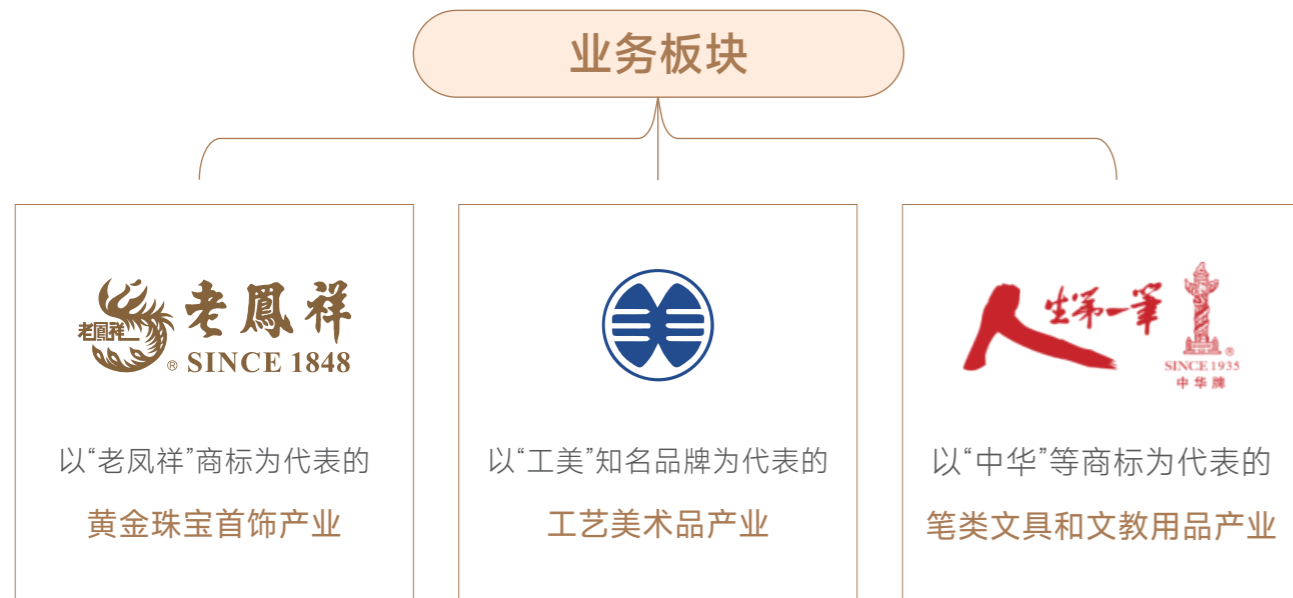 业务板块
老鳳祥
老鳳祥
® SINCE 1848
以“老凤祥”商标为代表的
黄金珠宝首饰产业
以“工美”知名品牌为代表的
工艺美术品产业
人生第一筆
®
SINCE 1935
中华牌
以“中华”等商标为代表的
笔类文具和文教用品产业